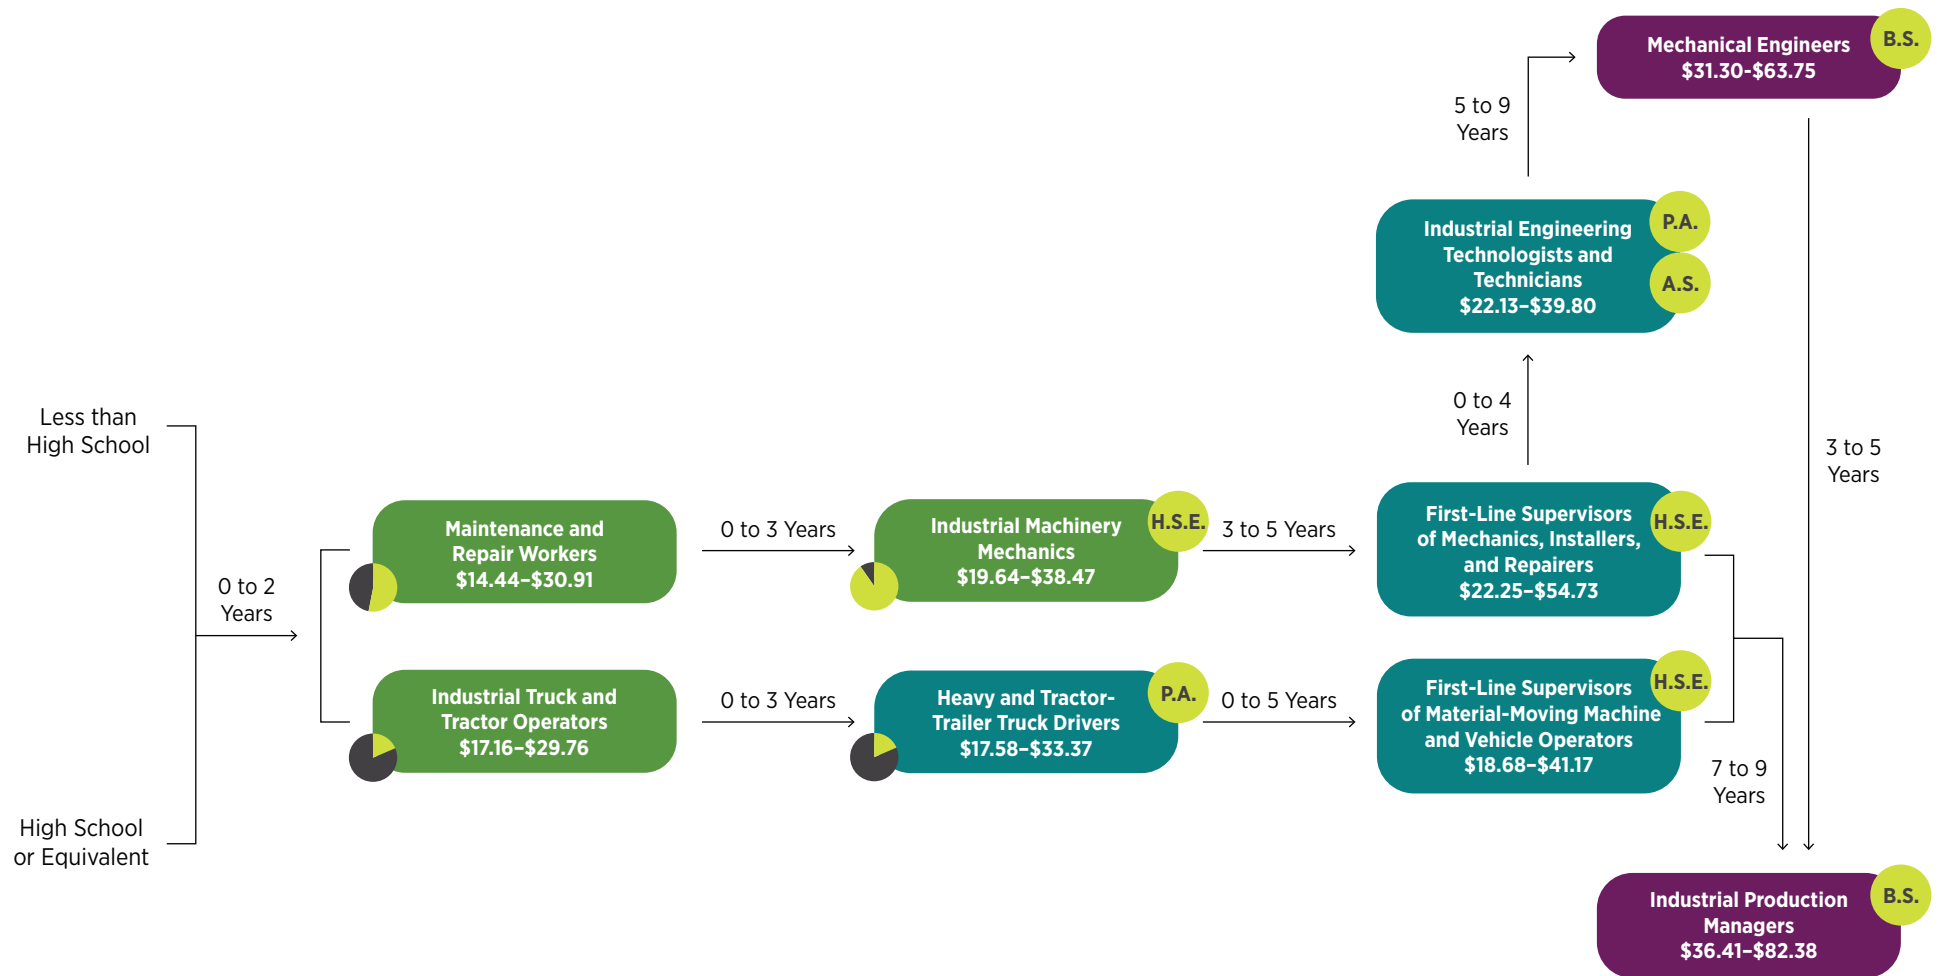 Mechanical Engineers
$31.30-$63.75
B.S.
5 to 9
Years
Industrial Engineering
Technologists and
Technicians
$22.13–$39.80
P.A.
A.S.
0 to 4
Years
3 to 5
Years
Less than
High School
High School
or Equivalent
0 to 2
Years
Maintenance and
Repair Workers
$14.44–$30.91
0 to 3 Years
Industrial Machinery
Mechanics
$19.64–$38.47
H.S.E.
3 to 5 Years
First-Line Supervisors
of Mechanics, Installers,
and Repairers
$22.25–$54.73
H.S.E.
Industrial Truck and
Tractor Operators
$17.16–$29.76
0 to 3 Years
Heavy and Tractor-
Trailer Truck Drivers
$17.58–$33.37
P.A.
0 to 5 Years
First-Line Supervisors
of Material-Moving Machine
and Vehicle Operators
$18.68–$41.17
H.S.E.
7 to 9
Years
Industrial Production
Managers
$36.41–$82.38
B.S.